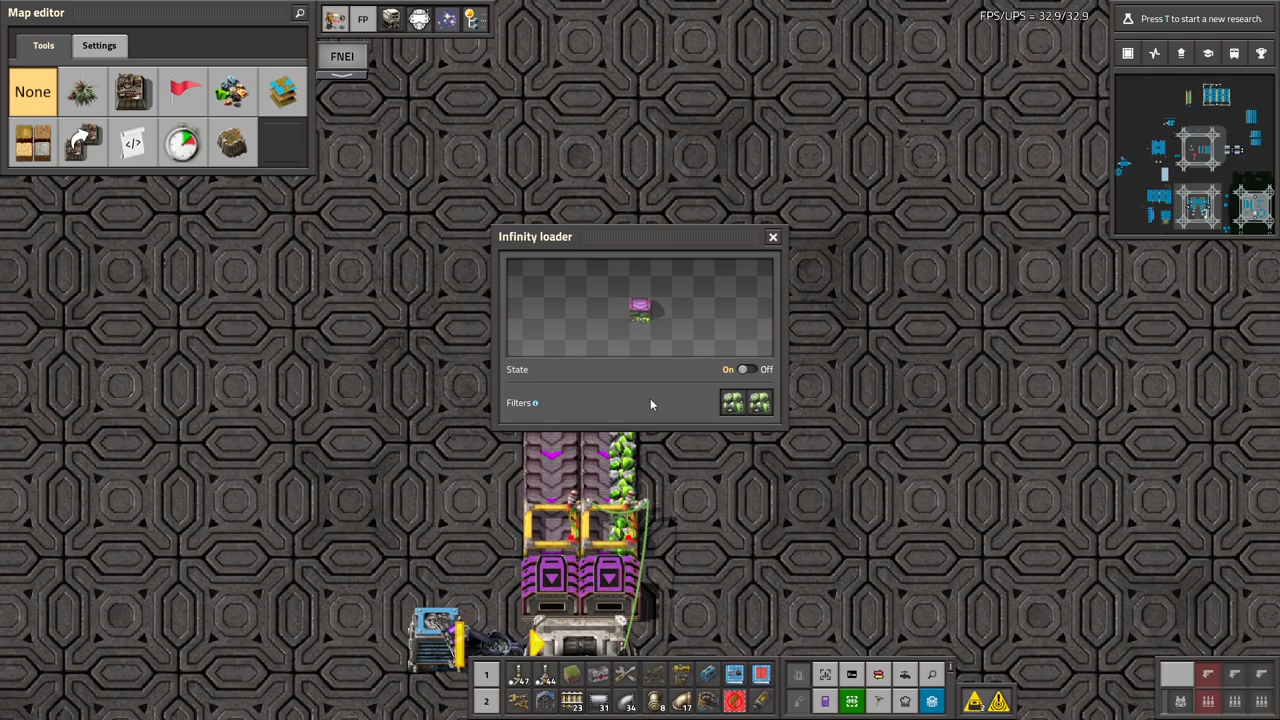 Map editor
FP
FPS/UPS = 32.9/32.9
Press T to start a new research.
Tools
Settings
FNEI
None
</>
Infinity loader
State
On
Off
Filters
1
47
44
2
23
31
34
8
17
2